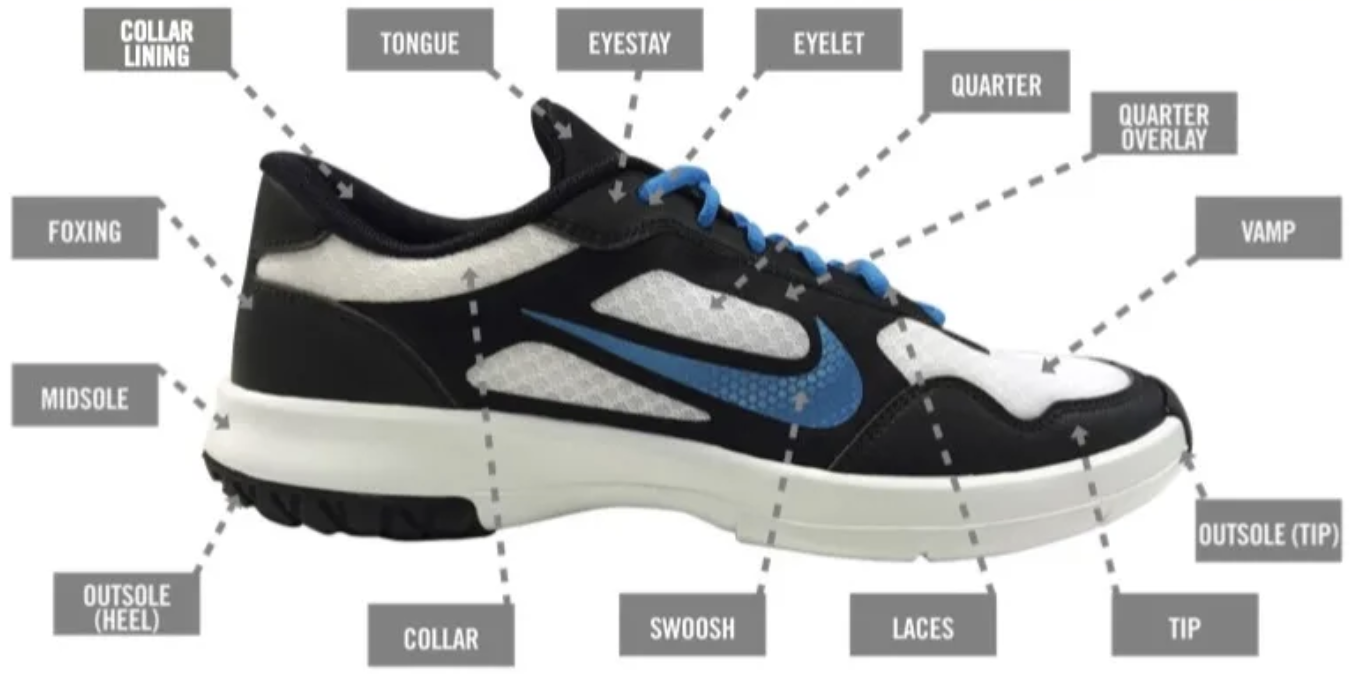 COLLAR
LINING
TONGUE
EYESTAY
EYELET
QUARTER
QUARTER
OVERLAY
FOXING
VAMP
MIDSOLE
OUTSOLE (TIP)
OUTSOLE
(HEEL)
COLLAR
SWOOSH
LACES
TIP